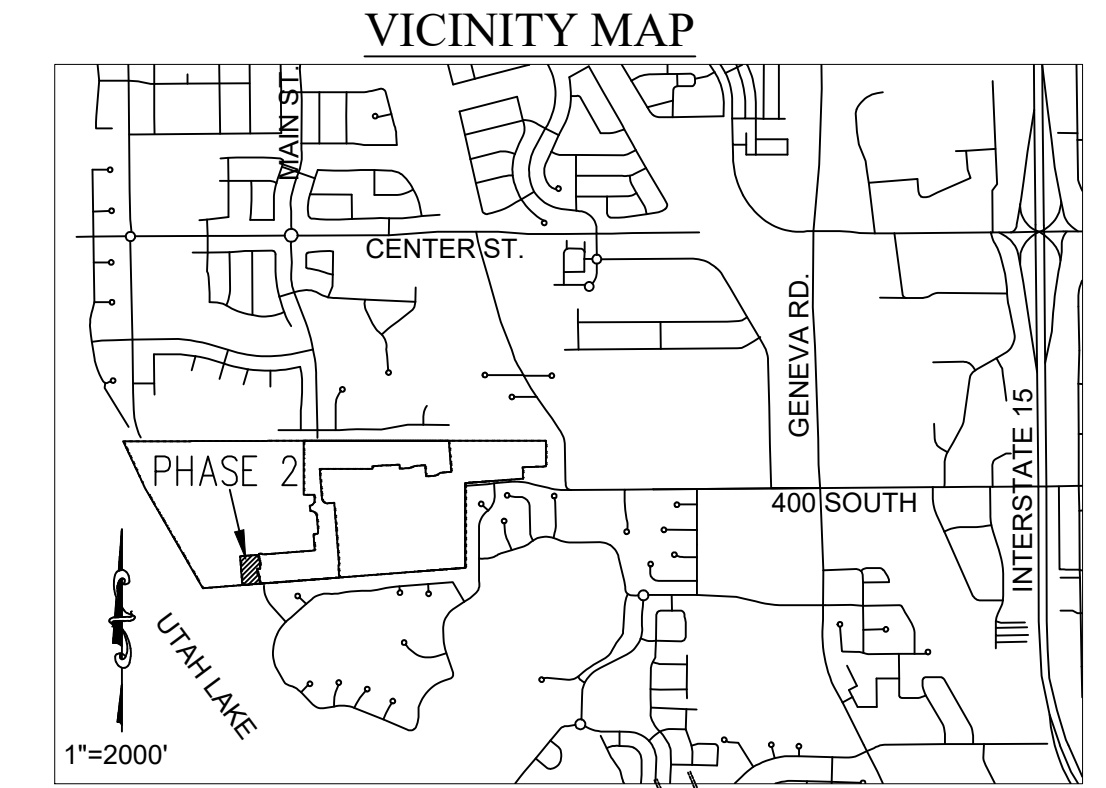 VICINITY MAP
MAIN ST.
CENTER ST.
GENEVA RD.
INTERSTATE 15
PHASE 2
400 SOUTH
UTAH LAKE
1"=2000'